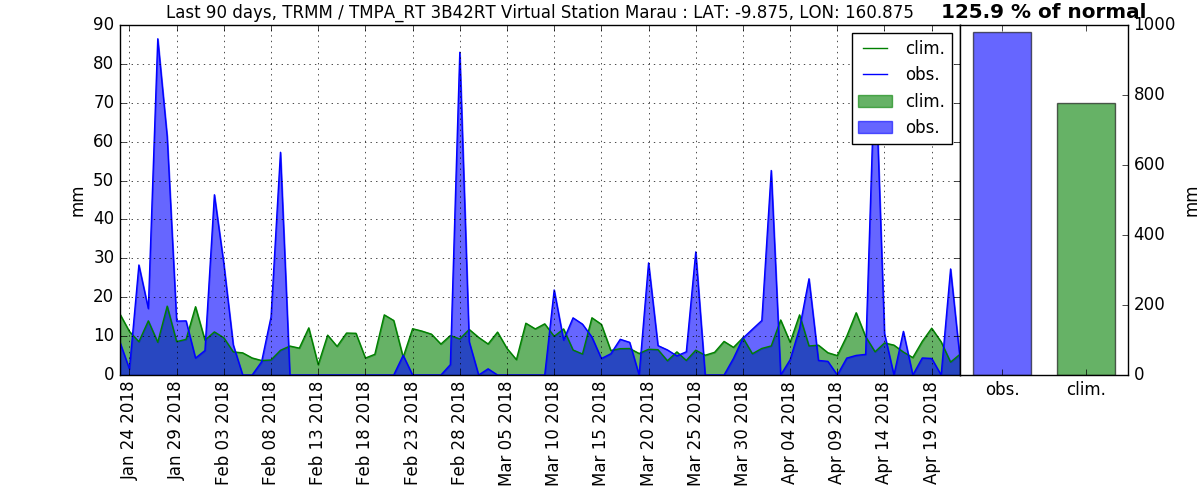 Last 90 days, TRMM / TMPA_RT 3B42RT Virtual Station Marau : LAT: -9.875, LON: 160.875
125.9 % of normal
90
80
70
60
50
40
30
20
10
0
mm
clim.
obs.
clim.
obs.
Jan 24 2018
Jan 29 2018
Feb 03 2018
Feb 08 2018
Feb 13 2018
Feb 18 2018
Feb 23 2018
Feb 28 2018
Mar 05 2018
Mar 10 2018
Mar 15 2018
Mar 20 2018
Mar 25 2018
Mar 30 2018
Apr 04 2018
Apr 09 2018
Apr 14 2018
Apr 19 2018
1000
800
600
400
200
0
mm
obs.
clim.